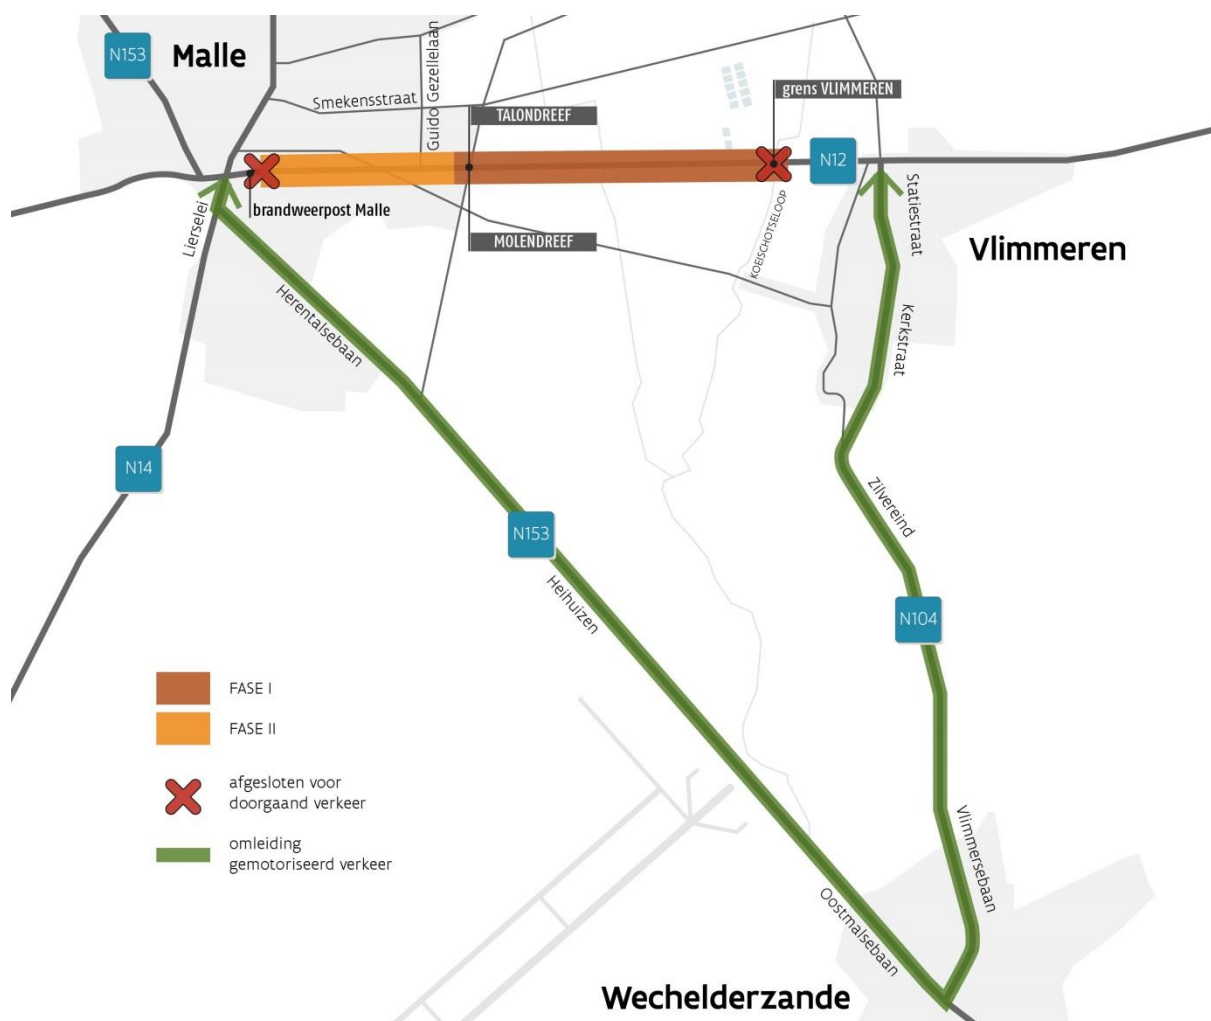 N153
Malle
Smekensstraat
Guido Gezellelaan
TALONDREEF
grens VLIMMEREN
N12
brandweerpost Malle
Lierselei
MOLENDREEF
KOEISCHOTSELOOP
Statiestraat
Vlimmeren
Herentalsebaan
Kerkstraat
N14
Zilvereind
N153
Heihuizen
N104
FASE I
FASE II
afgesloten voor
doorgaand verkeer
omleiding
gemotoriseerd verkeer
Vlimmersebaan
Oostmalsebaan
Wechelderzande